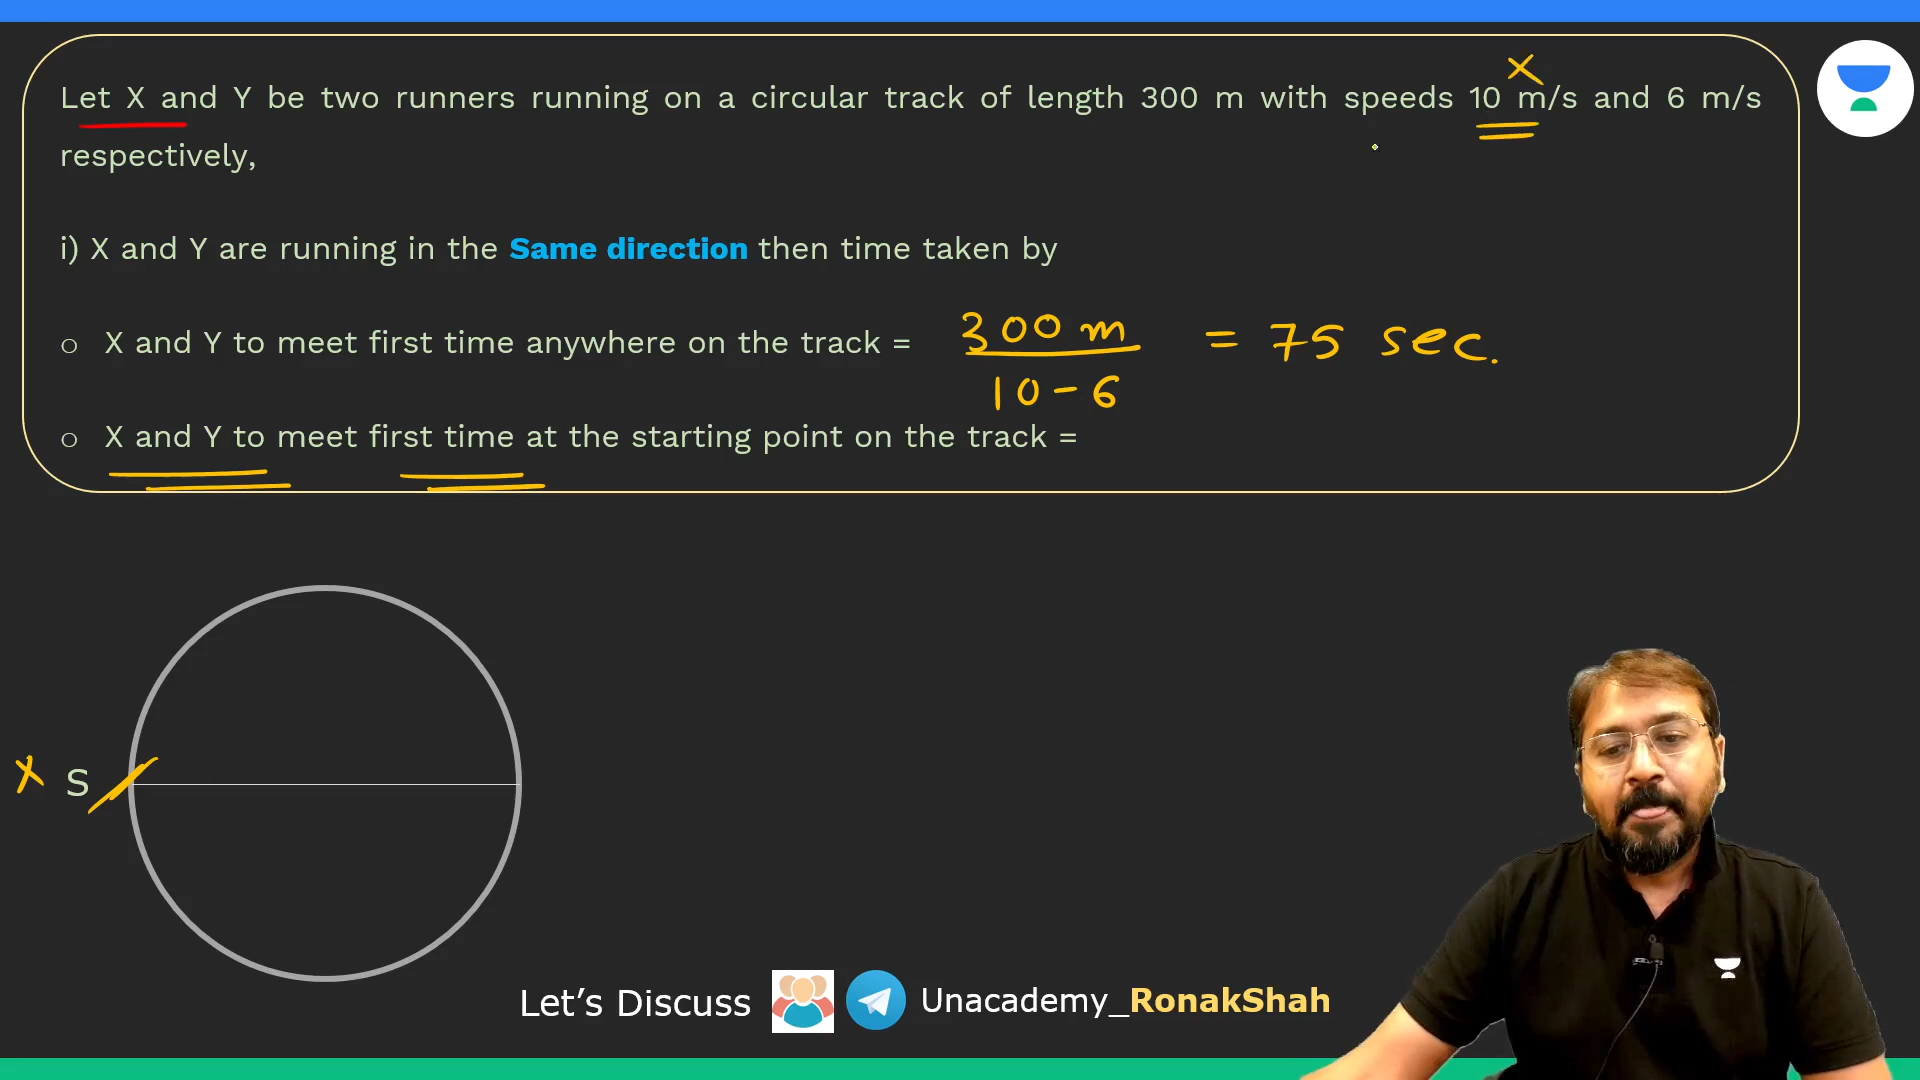 X
Let X and Y be two runners running on a circular track of length 300 m with speeds 10 m/s and 6 m/s
respectively,
i) X and Y are running in the Same direction then time taken by
o X and Y to meet first time anywhere on the track = 300 m / 10 - 6 = 75 sec.
o X and Y to meet first time at the starting point on the track =
X S
Let's Discuss Unacademy_RonakShah